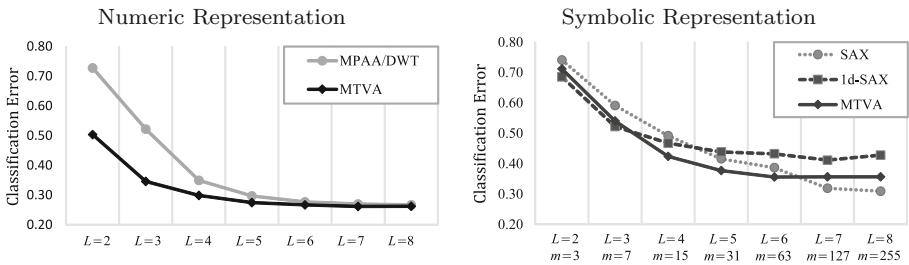 Numeric Representation
Classification Error
0.80
0.70
0.60
0.50
0.40
0.30
0.20
MPAA/DWT
MTVA
L=2 L=3 L=4 L=5 L=6 L=7 L=8
Symbolic Representation
Classification Error
0.80
0.70
0.60
0.50
0.40
0.30
0.20
SAX
1d-SAX
MTVA
L=2 L=3 L=4 L=5 L=6 L=7 L=8
m=3 m=7 m=15 m=31 m=63 m=127 m=255